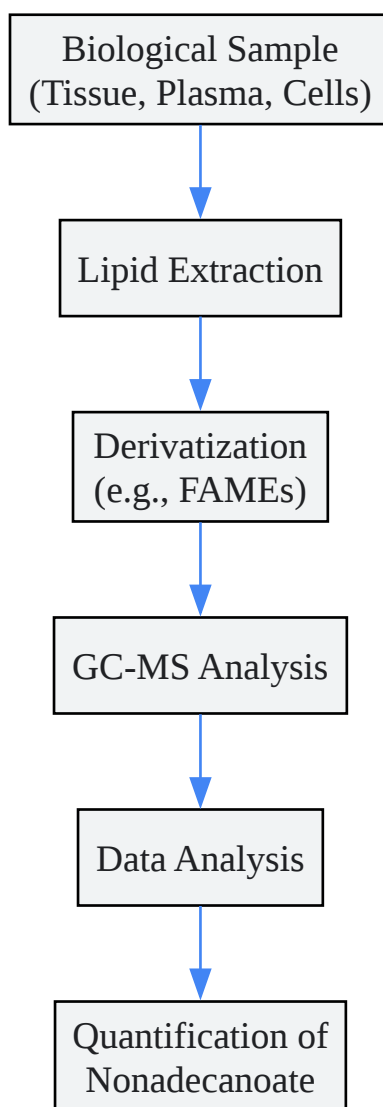 Biological Sample
(Tissue, Plasma, Cells)
Lipid Extraction
Derivatization
(e.g., FAMEs)
GC-MS Analysis
Data Analysis
Quantification of
Nonadecanoate